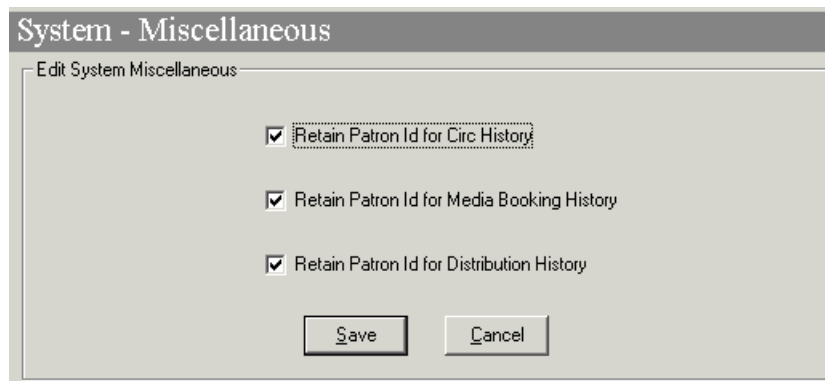 System - Miscellaneous
Edit System Miscellaneous
Retain Patron Id for Circ History
Retain Patron Id for Media Booking History
Retain Patron Id for Distribution History
Save Cancel